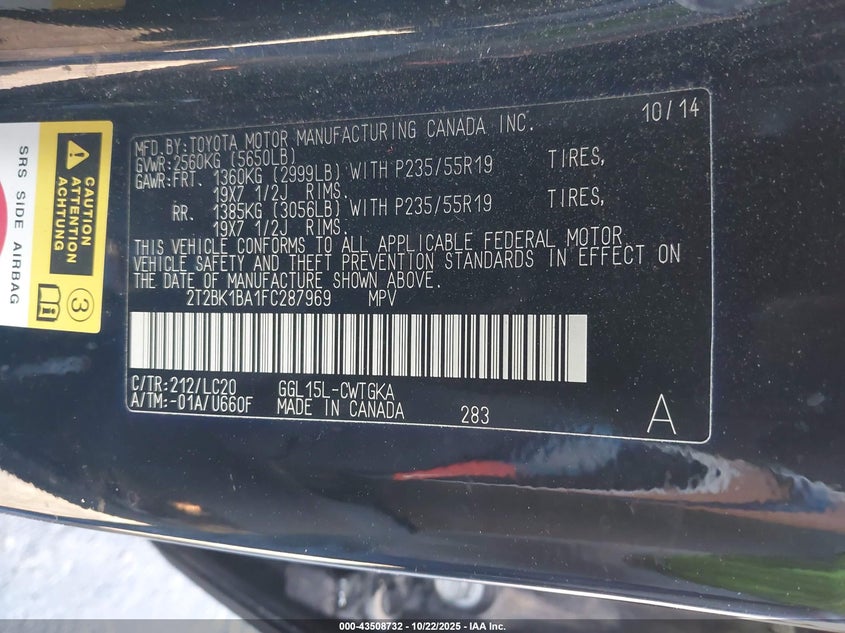 MFD.BY:TOYOTA MOTOR MANUFACTURING CANADA INC. 10/14
GVWR:2560KG (5650LB)
GAWR:FRT. 1360KG (2999LB) WITH P235/55R19 TIRES,
19X7 1/2J RIMS.
RR. 1385KG (3056LB) WITH P235/55R19 TIRES,
19X7 1/2J RIMS.
THIS VEHICLE CONFORMS TO ALL APPLICABLE FEDERAL MOTOR
VEHICLE SAFETY AND THEFT PREVENTION STANDARDS IN EFFECT ON
THE DATE OF MANUFACTURE SHOWN ABOVE.
2T2BK1BA1FC287969 MPV
C/TR:212/LC20 GGL15L-CWTGKA
A/TM:-01A/U660F MADE IN CANADA 283 A
SRS SIDE AIRBAG
CAUTION
ATTENTION
ACHTUNG
3
000-43508732 - 10/22/2025 - IAA Inc.